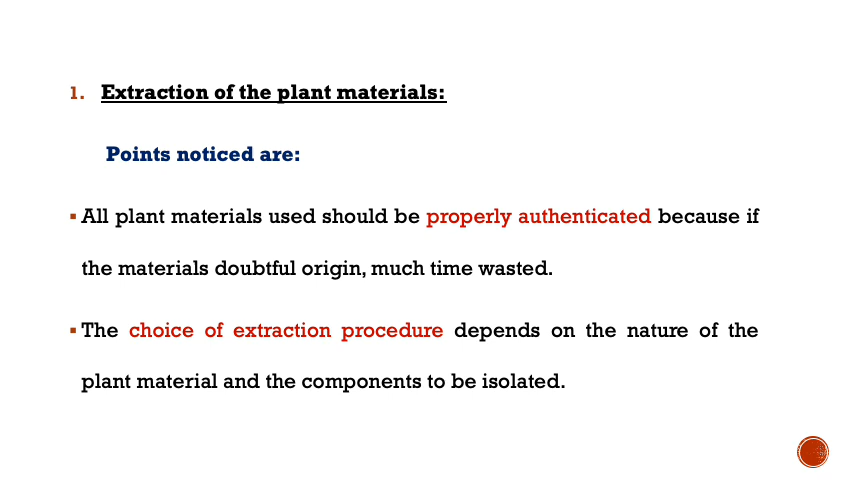 1. Extraction of the plant materials:
Points noticed are:
▪ All plant materials used should be properly authenticated because if
the materials doubtful origin, much time wasted.
▪ The choice of extraction procedure depends on the nature of the
plant material and the components to be isolated.